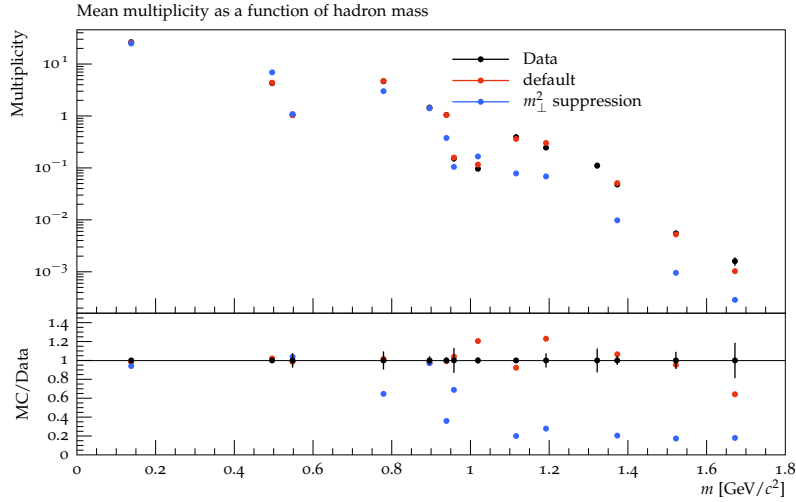 Mean multiplicity as a function of hadron mass
Multiplicity
10^1
1
10^−1
10^−2
10^−3
Data
default
m_⊥^2 suppression
MC/Data
1.4
1.2
1
0.8
0.6
0.4
0.2
0
0 0.2 0.4 0.6 0.8 1 1.2 1.4 1.6 1.8
m [GeV/c^2]